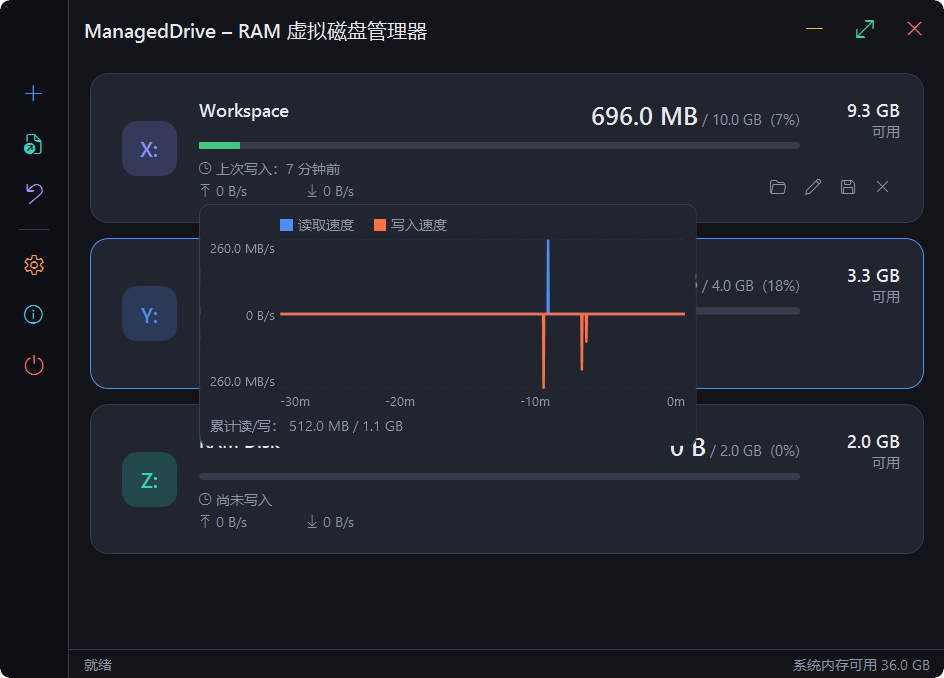 ManagedDrive – RAM 虚拟磁盘管理器
X:
Workspace
696.0 MB / 10.0 GB (7%)
9.3 GB
可用
上次写入: 7 分钟前
0 B/s 0 B/s
读取速度 写入速度
260.0 MB/s
0 B/s
260.0 MB/s
-30m -20m -10m 0m
累计读/写: 512.0 MB / 1.1 GB
Y:
/ 4.0 GB (18%)
3.3 GB
可用
Z:
RAM Disk
0 B / 2.0 GB (0%)
2.0 GB
可用
尚未写入
0 B/s 0 B/s
就绪
系统内存可用 36.0 GB